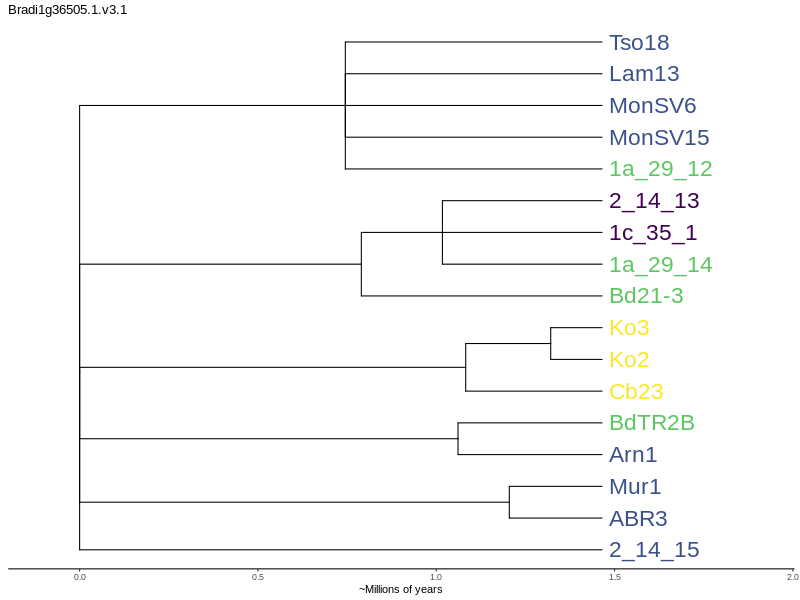 Bradi1g36505.1.v3.1
Tso18
Lam13
MonSV6
MonSV15
1a_29_12
2_14_13
1c_35_1
1a_29_14
Bd21-3
Ko3
Ko2
Cb23
BdTR2B
Arn1
Mur1
ABR3
2_14_15
0.0 0.5 1.0 1.5 2.0
~Millions of years